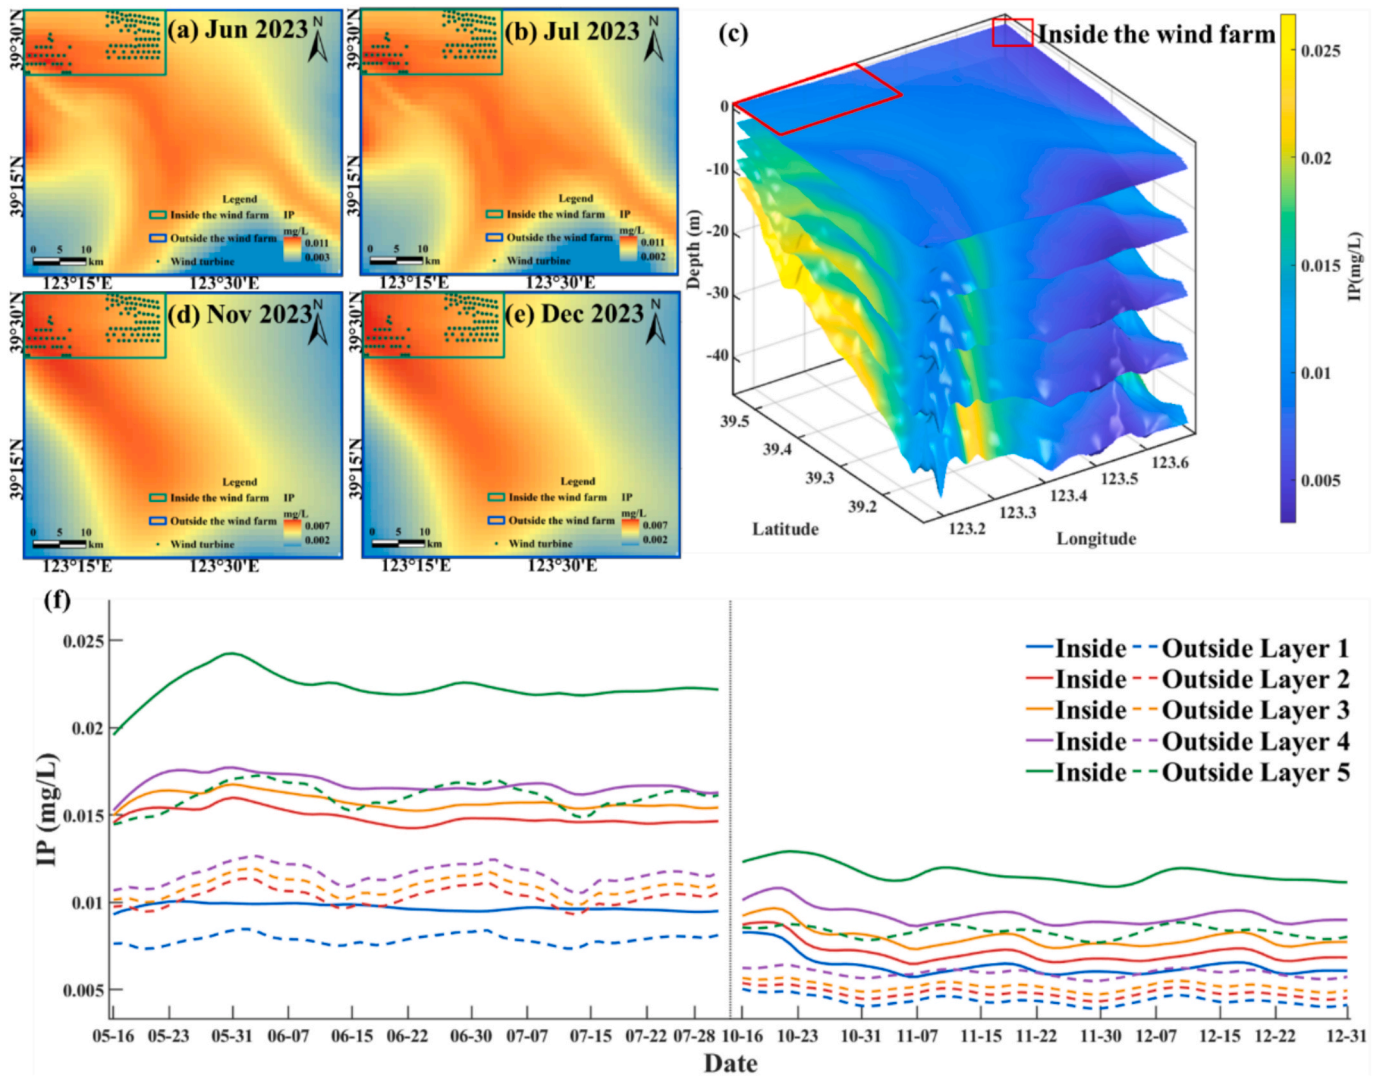 (a) Jun 2023
N
39°30'N
39°15'N
Legend
Inside the wind farm
IP
mg/L
Outside the wind farm
0.011
0.003
Wind turbine
0 5 10
km
123°15'E 123°30'E
(b) Jul 2023
N
39°30'N
39°15'N
Legend
Inside the wind farm
IP
mg/L
Outside the wind farm
0.011
0.002
Wind turbine
0 5 10
km
123°15'E 123°30'E
(c)
Inside the wind farm
0
-10
-20
-30
-40
Depth (m)
39.5
39.4
39.3
39.2
Latitude
123.2
123.3
123.4
123.5
123.6
Longitude
0.025
0.02
0.015
0.01
0.005
IP(mg/L)
(d) Nov 2023
N
39°30'N
39°15'N
Legend
Inside the wind farm
IP
mg/L
Outside the wind farm
0.007
0.002
Wind turbine
0 5 10
km
123°15'E 123°30'E
(e) Dec 2023
N
39°30'N
39°15'N
Legend
Inside the wind farm
IP
mg/L
Outside the wind farm
0.007
0.002
Wind turbine
0 5 10
km
123°15'E 123°30'E
(f)
0.025
0.02
0.015
0.01
0.005
IP (mg/L)
Inside Outside Layer 1
Inside Outside Layer 2
Inside Outside Layer 3
Inside Outside Layer 4
Inside Outside Layer 5
05-16 05-23 05-31 06-07 06-15 06-22 06-30 07-07 07-15 07-22 07-28 10-16 10-23 10-31 11-07 11-15 11-22 11-30 12-07 12-15 12-22 12-31
Date